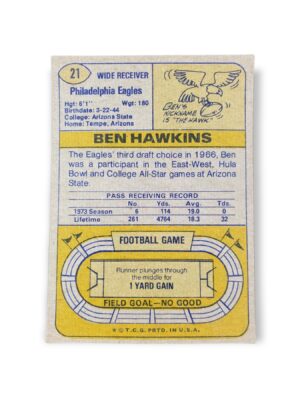 21
WIDE RECEIVER
Philadelphia Eagles
Hgt: 6'1" Wgt: 180
Birthdate: 3-22-44
College: Arizona State
Home: Tempe, Arizona
BEN'S
NICKNAME
IS "THE HAWK."
BEN HAWKINS
The Eagles' third draft choice in 1966, Ben
was a participant in the East-West, Hula
Bowl and College All-Star games at Arizona
State.
PASS RECEIVING RECORD
No. Yds. Avg. TD
1973 Season 6 114 19.0 0
Lifetime 261 4764 18.3 32
FOOTBALL GAME
Runner plunges through
the middle for
1 YARD GAIN
FIELD GOAL—NO GOOD
© T.C.G. PRTD. IN U.S.A.